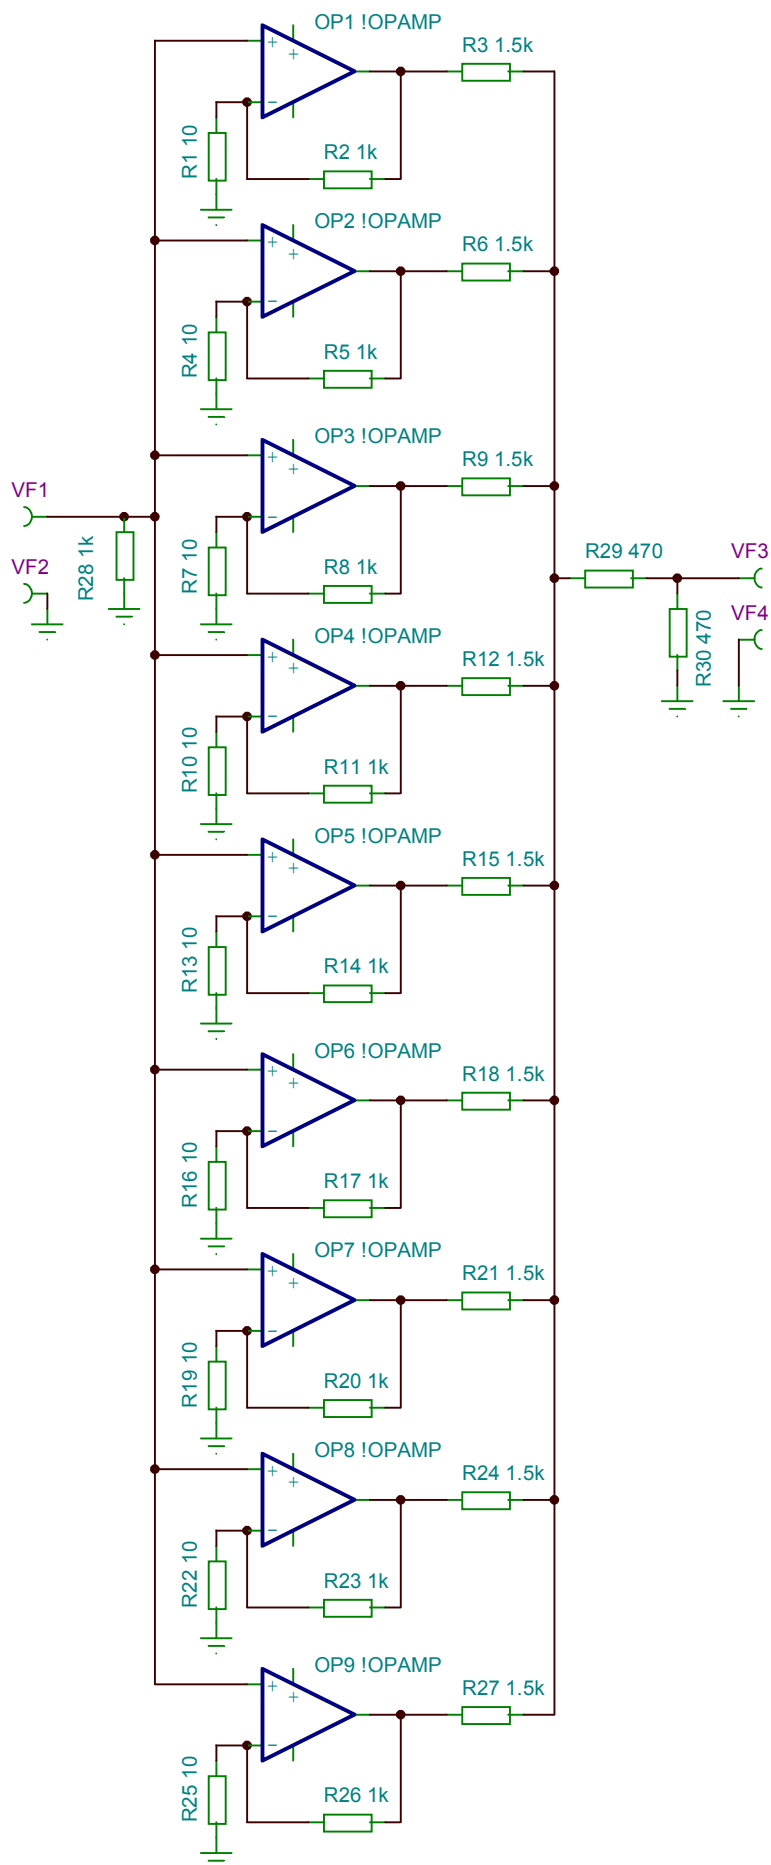 OP1 !OPAMP
R3 1.5k
R1 10
R2 1k
OP2 !OPAMP
R6 1.5k
R4 10
R5 1k
OP3 !OPAMP
R9 1.5k
VF1
R28 1k
R7 10
R8 1k
VF2
R29 470
VF3
OP4 !OPAMP
R12 1.5k
R30 470
VF4
R10 10
R11 1k
OP5 !OPAMP
R15 1.5k
R13 10
R14 1k
OP6 !OPAMP
R18 1.5k
R16 10
R17 1k
OP7 !OPAMP
R21 1.5k
R19 10
R20 1k
OP8 !OPAMP
R24 1.5k
R22 10
R23 1k
OP9 !OPAMP
R27 1.5k
R25 10
R26 1k